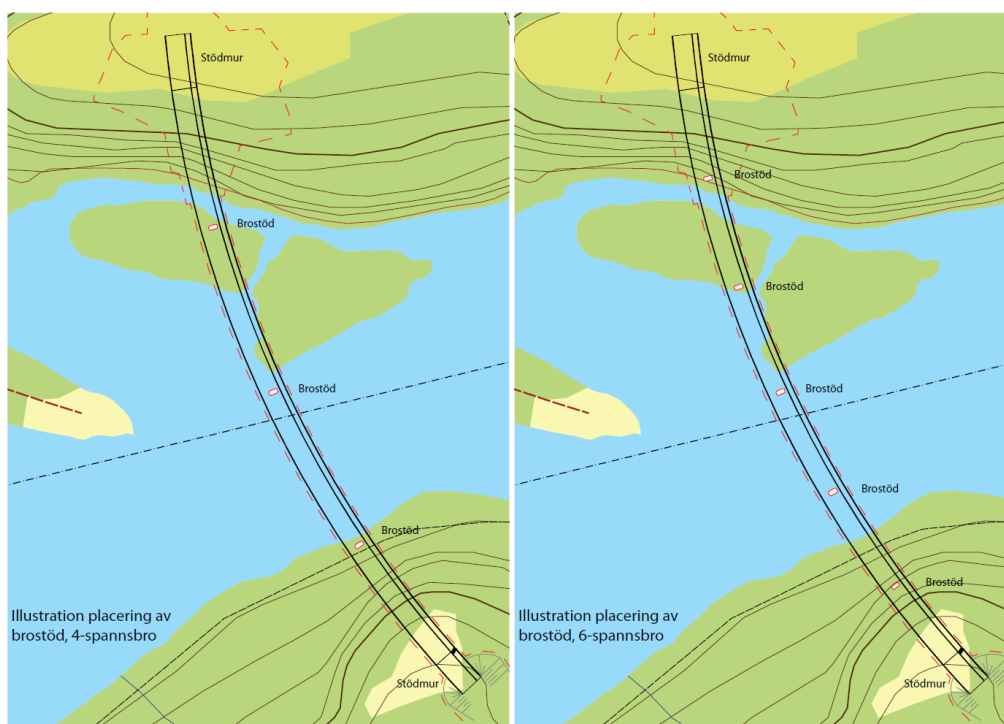 Stödmur
Brostöd
Brostöd
Brostöd
Illustration placering av
brostöd, 4-spannsbro
Stödmur
Stödmur
Brostöd
Brostöd
Brostöd
Brostöd
Brostöd
Illustration placering av
brostöd, 6-spannsbro
Stödmur